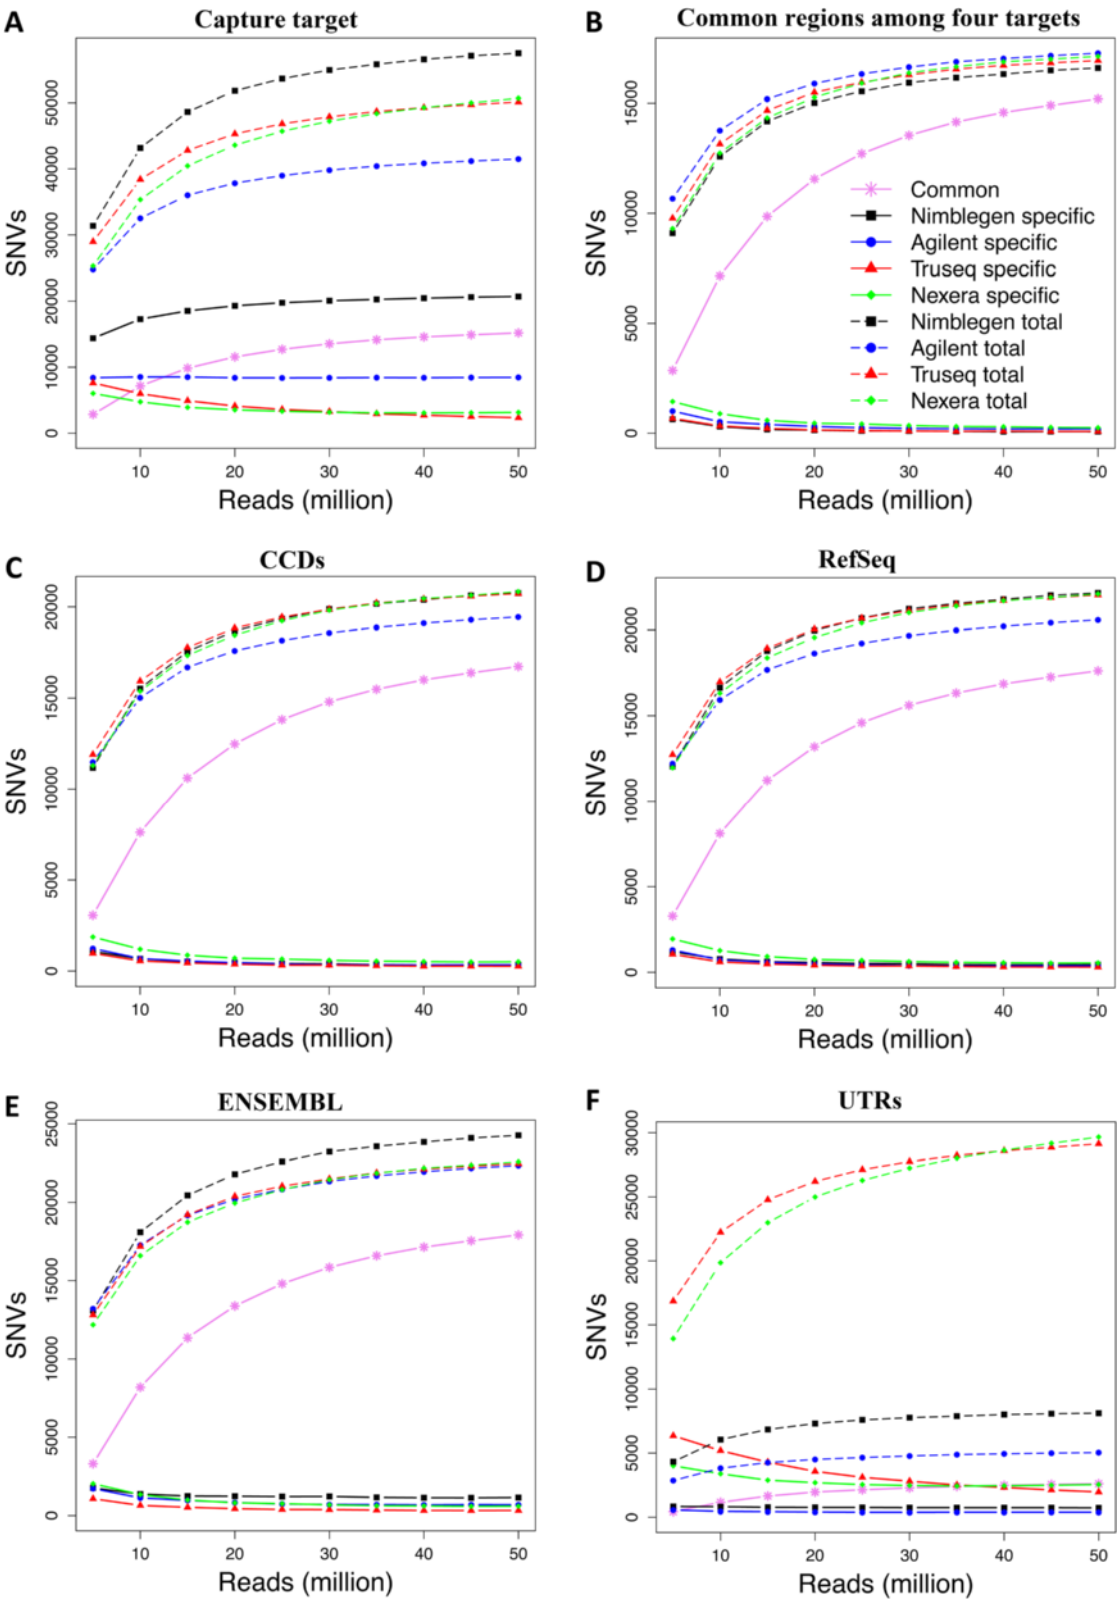 A
Capture target
SNVs
0
10000
20000
30000
40000
50000
10 20 30 40 50
Reads (million)
B
Common regions among four targets
SNVs
0
5000
10000
15000
Common
Nimblegen specific
Agilent specific
Truseq specific
Nexera specific
Nimblegen total
Agilent total
Truseq total
Nexera total
10 20 30 40 50
Reads (million)
C
CCDs
SNVs
0
5000
10000
15000
20000
10 20 30 40 50
Reads (million)
D
RefSeq
SNVs
0
5000
10000
15000
20000
10 20 30 40 50
Reads (million)
E
ENSEMBL
SNVs
0
5000
10000
15000
20000
25000
10 20 30 40 50
Reads (million)
F
UTRs
SNVs
0
5000
10000
15000
20000
25000
30000
10 20 30 40 50
Reads (million)